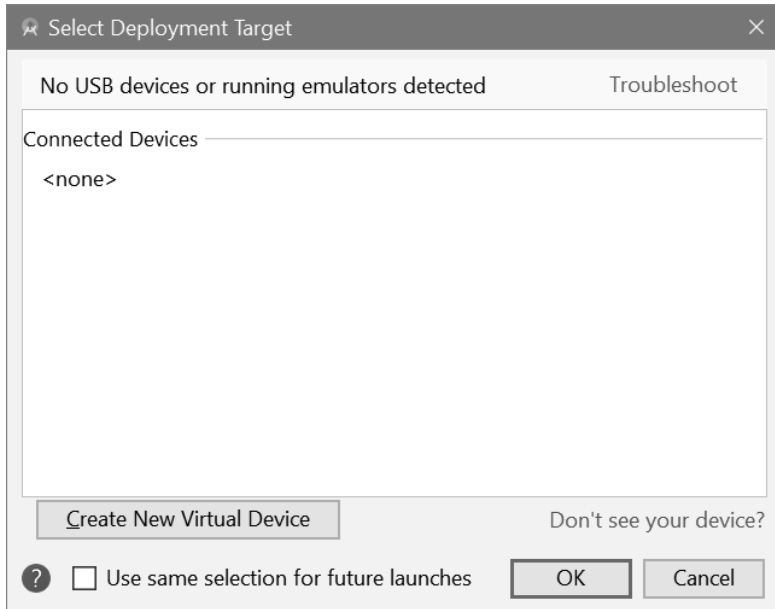 Select Deployment Target
No USB devices or running emulators detected Troubleshoot
Connected Devices
<none>
Create New Virtual Device Don't see your device?
? Use same selection for future launches OK Cancel